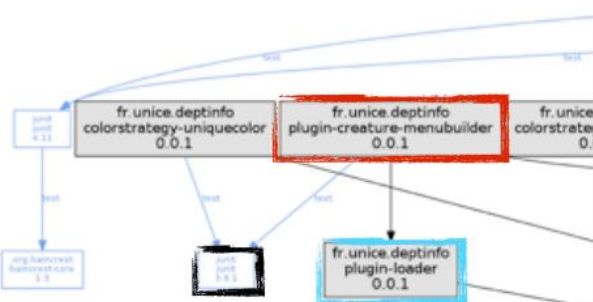 test
test
junit
junit
4.11
fr.unice.deptinfo
colorstrategy-uniquecolor
0.0.1
fr.unice.deptinfo
plugin-creature-menubuilder
0.0.1
fr.unice
colorstrate
0.
test
test
test
org.hamcrest
hamcrest-core
1.3
junit
junit
3.8.1
fr.unice.deptinfo
plugin-loader
0.0.1